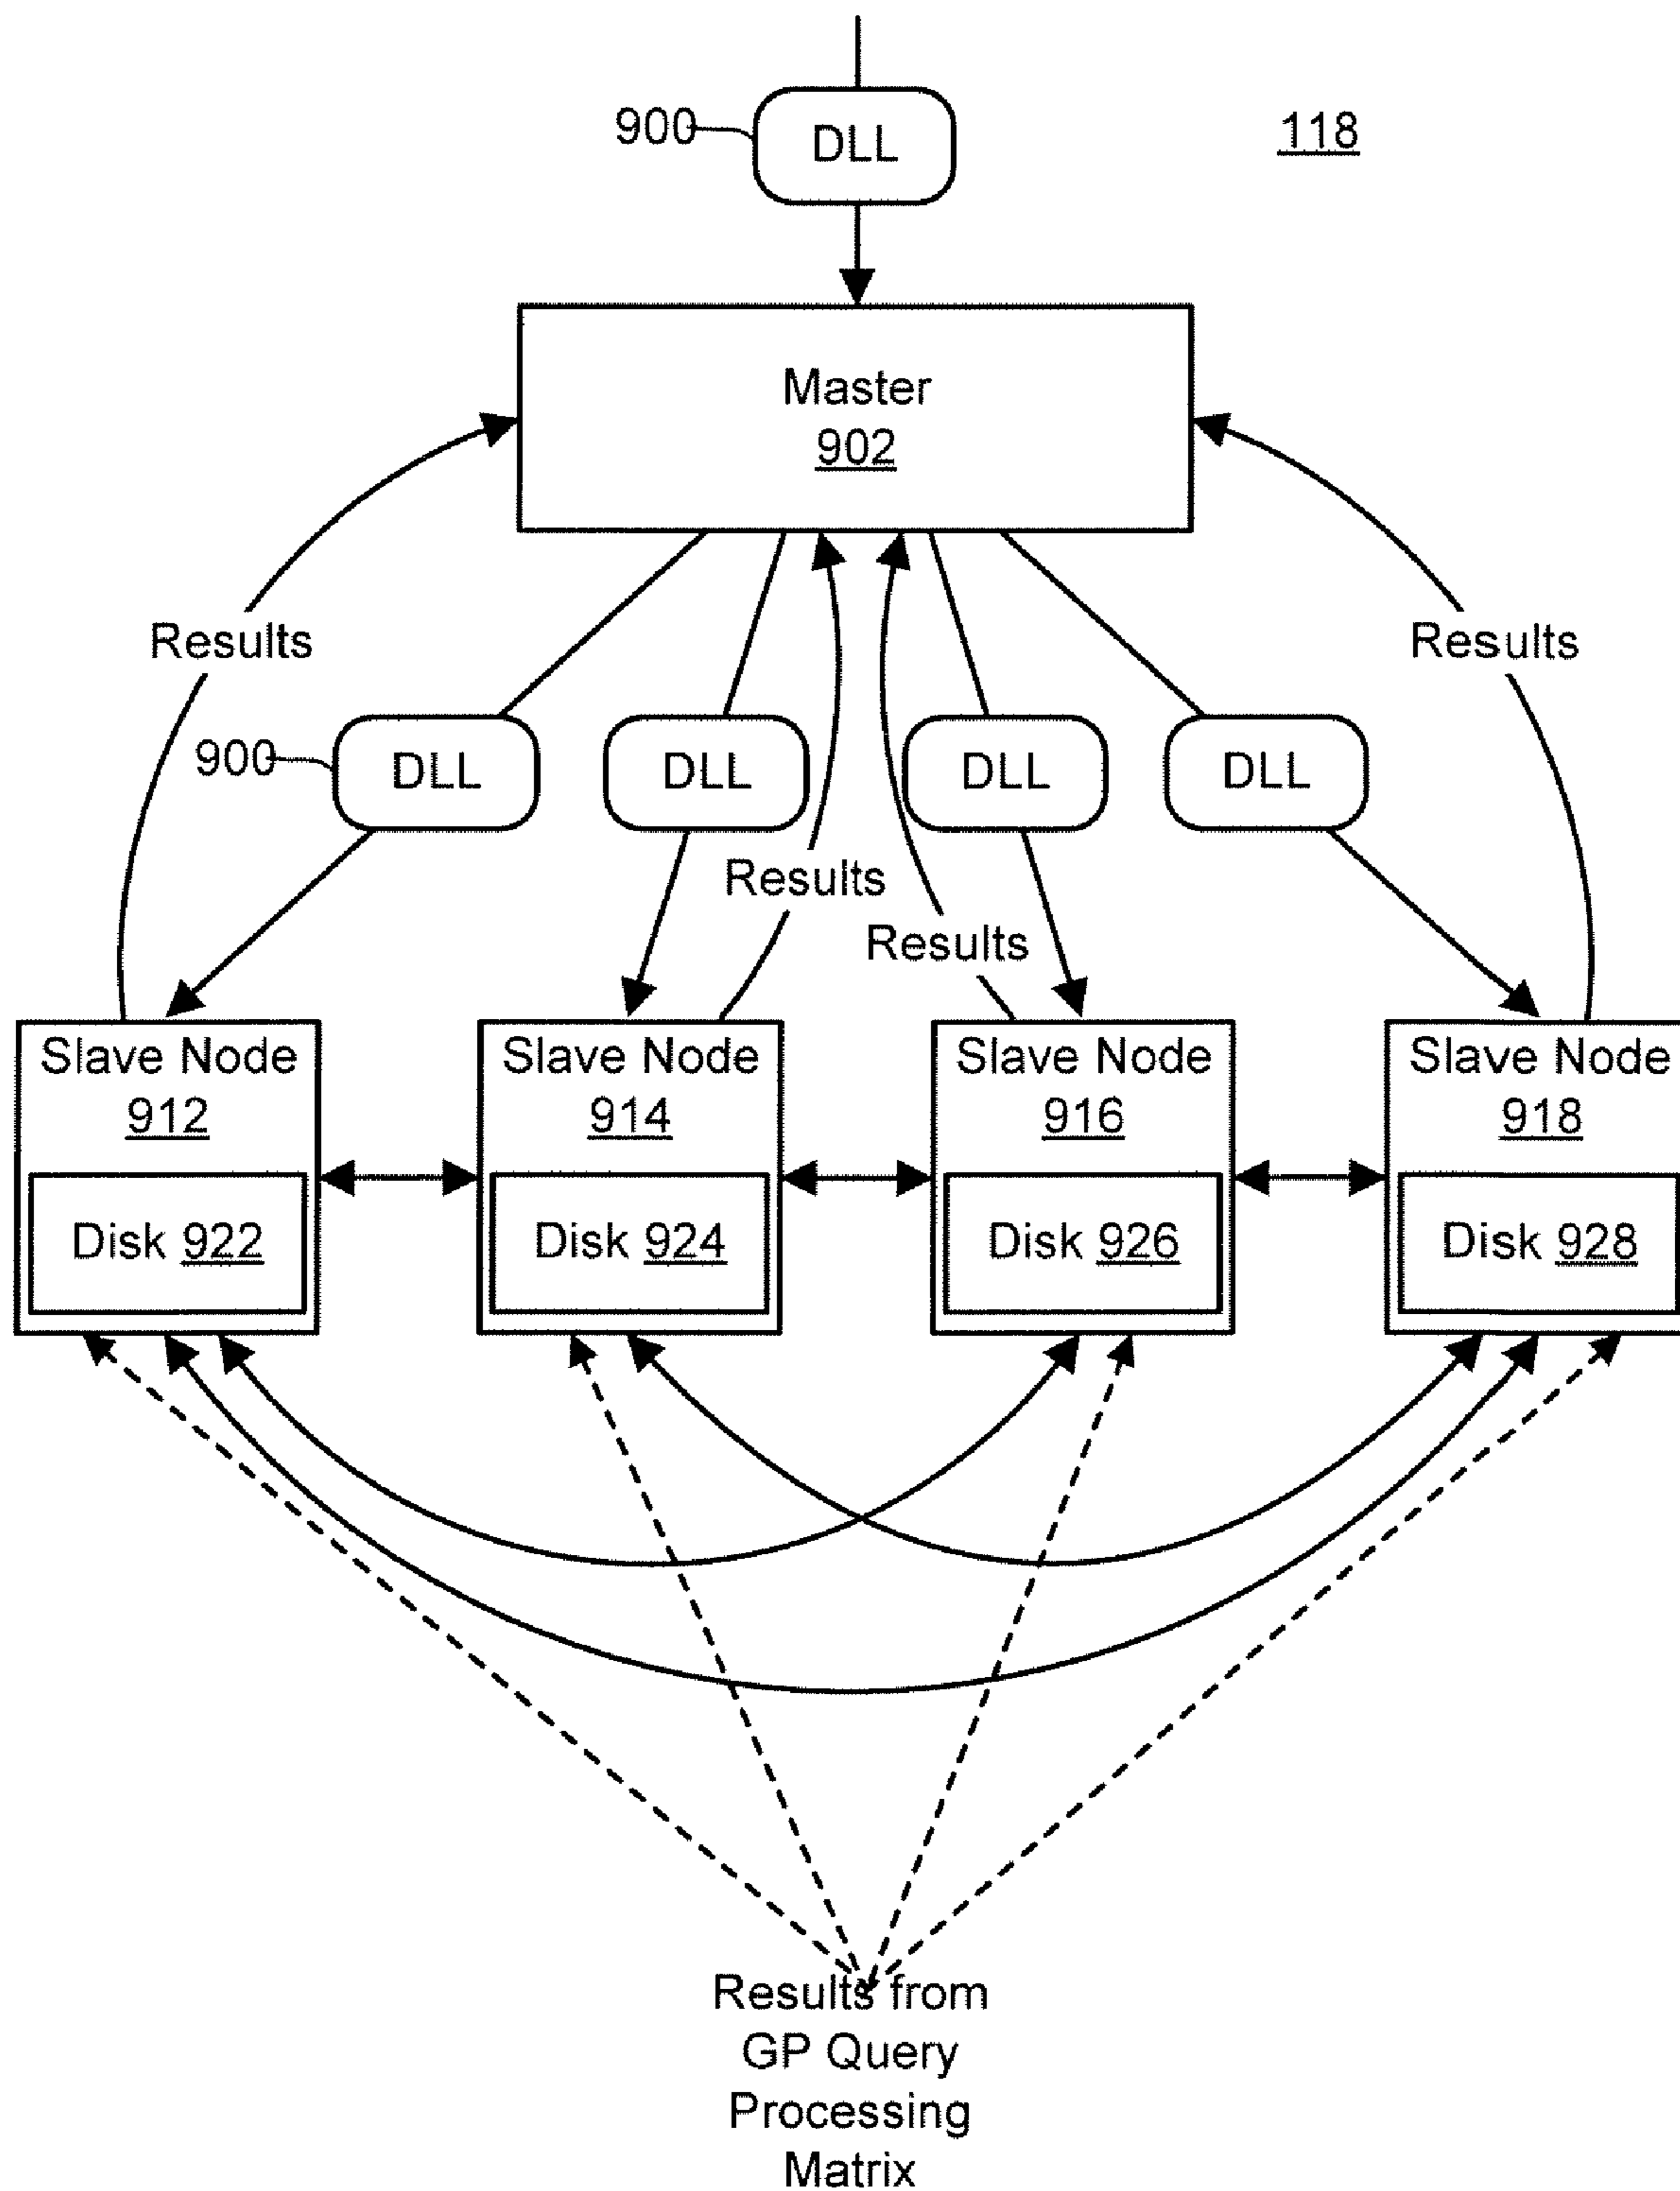 900
DLL
118
Master
902
Results
Results
900
DLL
DLL
DLL
DLL
Results
Results
Slave Node
912
Slave Node
914
Slave Node
916
Slave Node
918
Disk 922
Disk 924
Disk 926
Disk 928
Results from
GP Query
Processing
Matrix